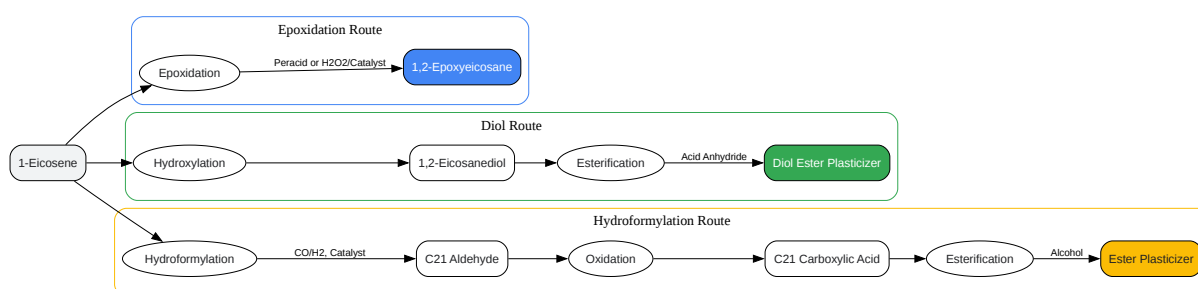 Epoxidation Route
Epoxidation
Peracid or H2O2/Catalyst
1,2-Epoxyeicosane
Diol Route
1-Eicosene
Hydroxylation
1,2-Eicosanediol
Esterification
Acid Anhydride
Diol Ester Plasticizer
Hydroformylation Route
Hydroformylation
CO/H2, Catalyst
C21 Aldehyde
Oxidation
C21 Carboxylic Acid
Esterification
Alcohol
Ester Plasticizer